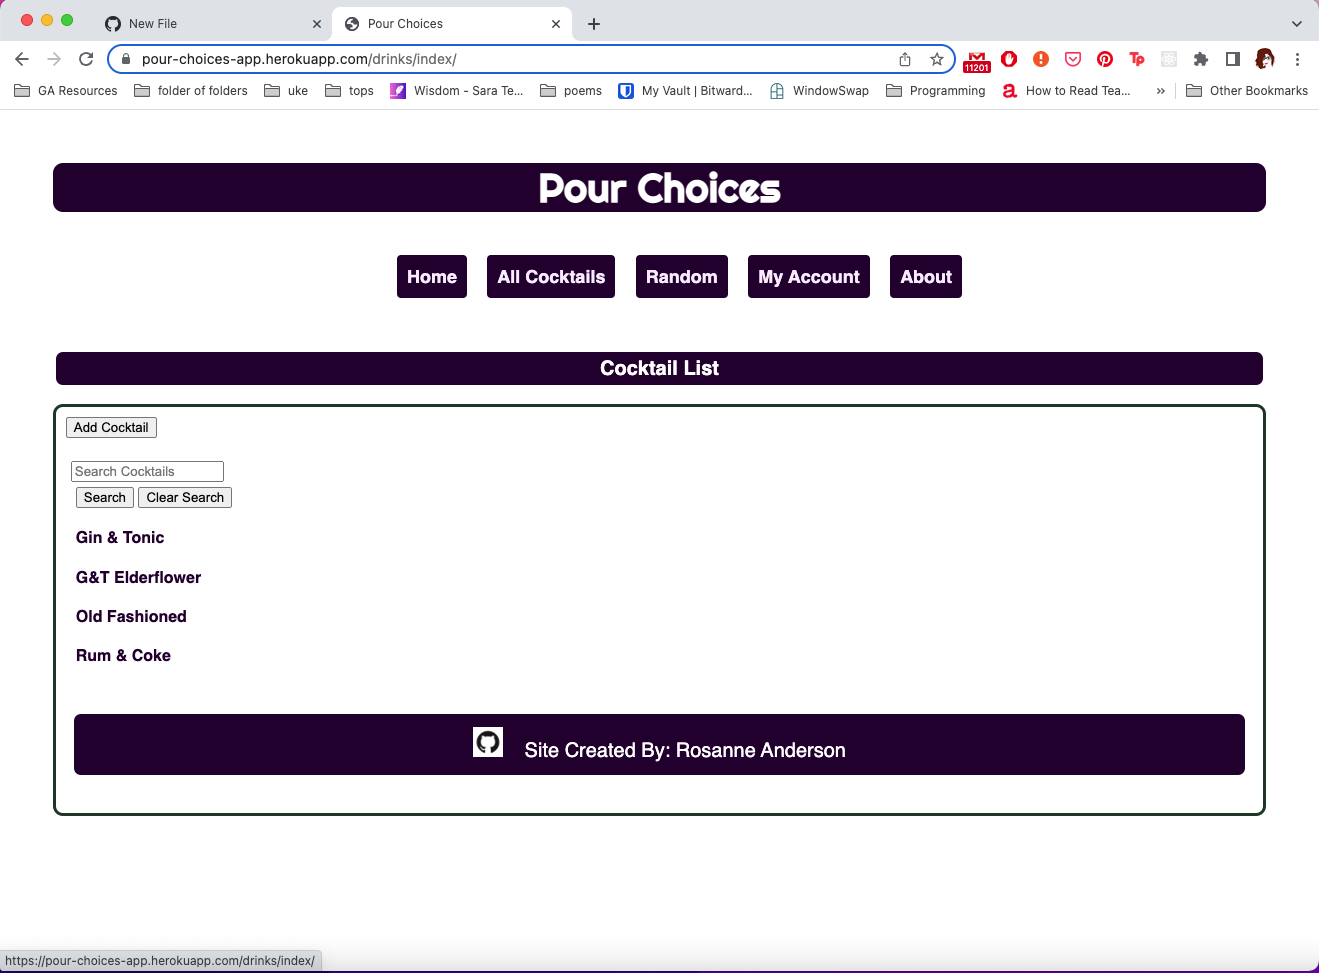 New File
Pour Choices
pour-choices-app.herokuapp.com/drinks/index/
11201
Tp
GA Resources
folder of folders
uke
tops
Wisdom - Sara Te...
poems
My Vault | Bitward...
WindowSwap
Programming
a
How to Read Tea...
»
Other Bookmarks
Pour Choices
Home
All Cocktails
Random
My Account
About
Cocktail List
Add Cocktail
Search Cocktails
Search
Clear Search
Gin & Tonic
G&T Elderflower
Old Fashioned
Rum & Coke
Site Created By: Rosanne Anderson
https://pour-choices-app.herokuapp.com/drinks/index/